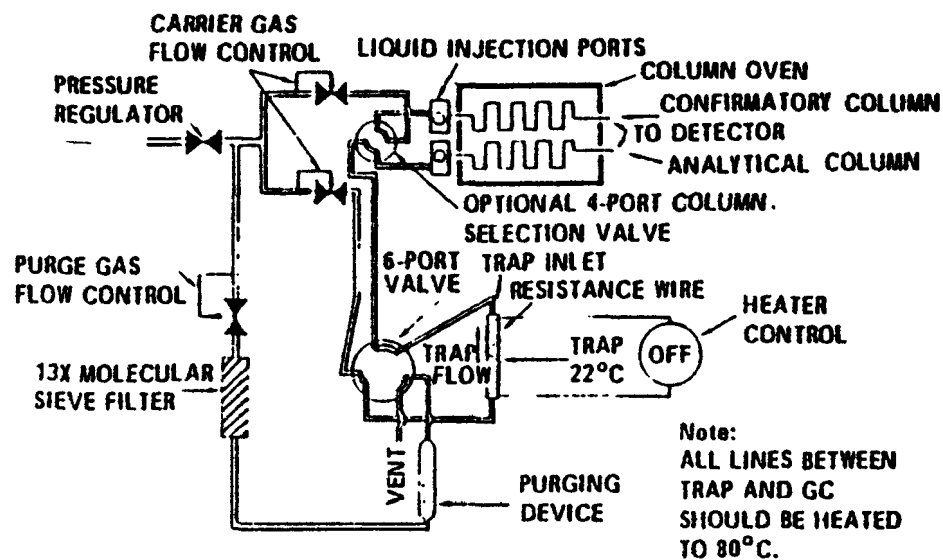 CARRIER GAS
FLOW CONTROL
LIQUID INJECTION PORTS
PRESSURE
REGULATOR
COLUMN OVEN
CONFIRMATORY COLUMN
TO DETECTOR
ANALYTICAL COLUMN
OPTIONAL 4-PORT COLUMN.
SELECTION VALVE
PURGE GAS
FLOW CONTROL
6-PORT
VALVE
TRAP INLET
RESISTANCE WIRE
HEATER
CONTROL
TRAP
FLOW
TRAP
22°C
OFF
13X MOLECULAR
SIEVE FILTER
VENT
PURGING
DEVICE
Note:
ALL LINES BETWEEN
TRAP AND GC
SHOULD BE HEATED
TO 80°C.